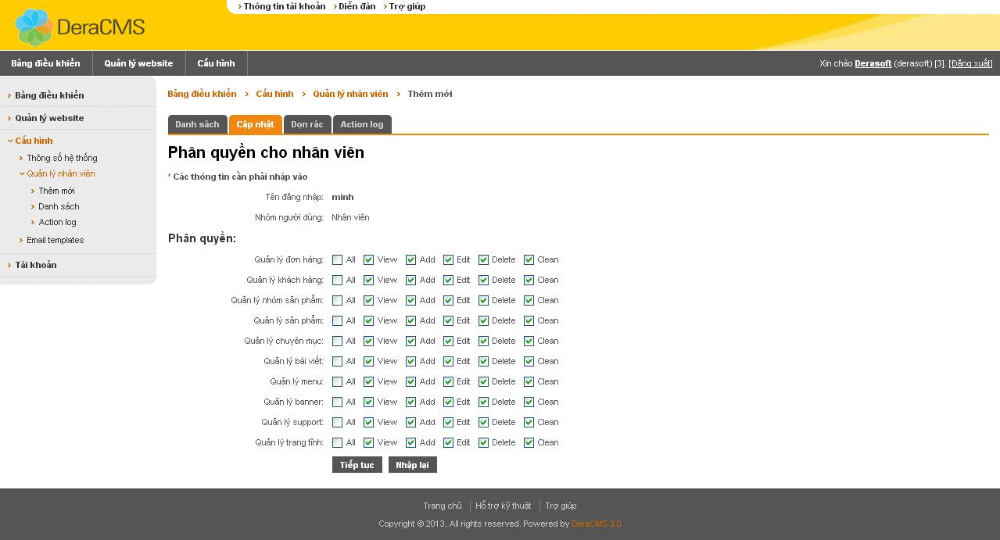 Thông tin tài khoản Diễn đàn Trợ giúp
DeraCMS
Bảng điều khiển Quản lý website Cấu hình
Xin chào Derasoft (derasoft) [3]. [Đăng xuất]
Bảng điều khiển
Quản lý website
Cấu hình
Thông số hệ thống
Quản lý nhân viên
Thêm mới
Danh sách
Action log
Email templates
Tài khoản
Bảng điều khiển Cấu hình Quản lý nhân viên Thêm mới
Danh sách Cập nhật Dọn rác Action log
Phân quyền cho nhân viên
* Các thông tin cần phải nhập vào
Tên đăng nhập: minh
Nhóm người dùng: Nhân viên
Phân quyền:
Quản lý đơn hàng: All View Add Edit Delete Clean
Quản lý khách hàng: All View Add Edit Delete Clean
Quản lý nhóm sản phẩm: All View Add Edit Delete Clean
Quản lý sản phẩm: All View Add Edit Delete Clean
Quản lý chuyên mục: All View Add Edit Delete Clean
Quản lý bài viết: All View Add Edit Delete Clean
Quản lý menu: All View Add Edit Delete Clean
Quản lý banner: All View Add Edit Delete Clean
Quản lý support: All View Add Edit Delete Clean
Quản lý trang tĩnh: All View Add Edit Delete Clean
Tiếp tục Nhập lại
Trang chủ Hỗ trợ kỹ thuật Trợ giúp
Copyright © 2013. All rights reserved. Powered by DeraCMS 3.0